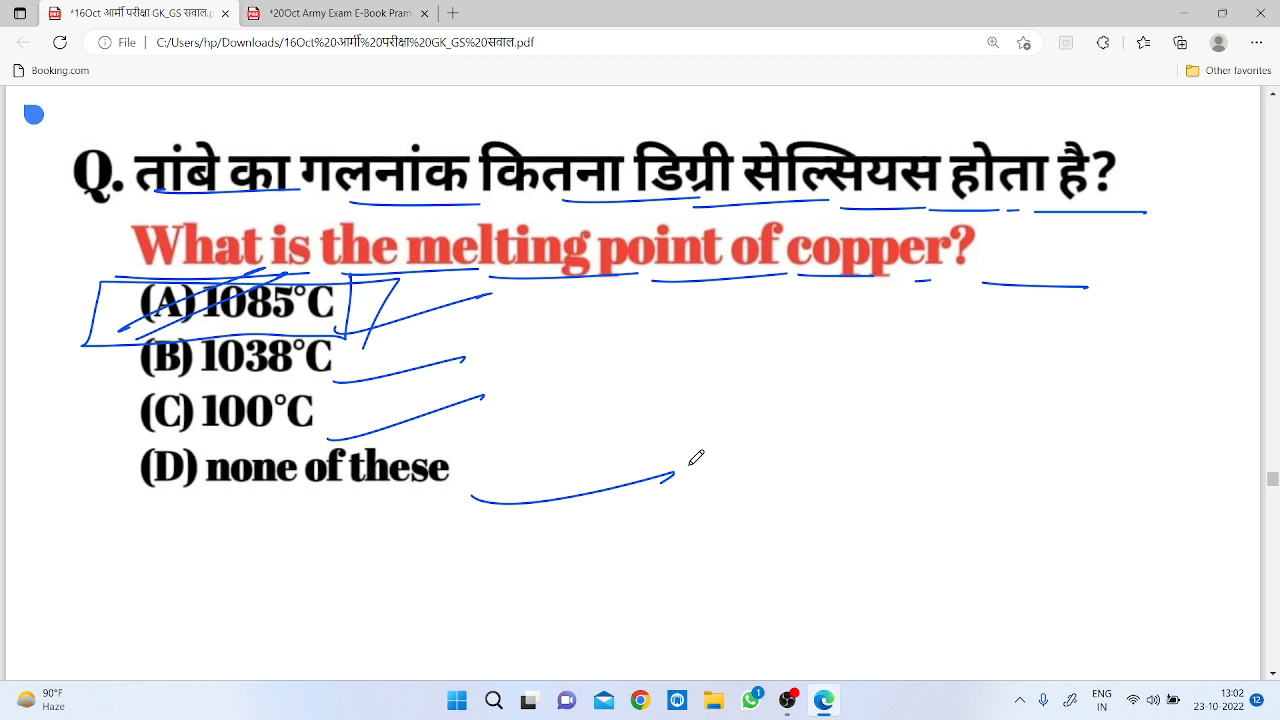 *16Oct आर्मी परीक्षा GK_GS सवाल.p
*20Oct Army Exam E-Book Pram
File C:/Users/hp/Downloads/16Oct%20आर्मी%20परीक्षा%20GK_GS%20सवाल.pdf
Booking.com
Other favorites
Q. तांबे का गलनांक कितना डिग्री सेल्सियस होता है?
What is the melting point of copper?
(A) 1085°C
(B) 1038°C
(C) 100°C
(D) none of these
90°F
Haze
1
ENG
IN
13:02
23-10-2022
12